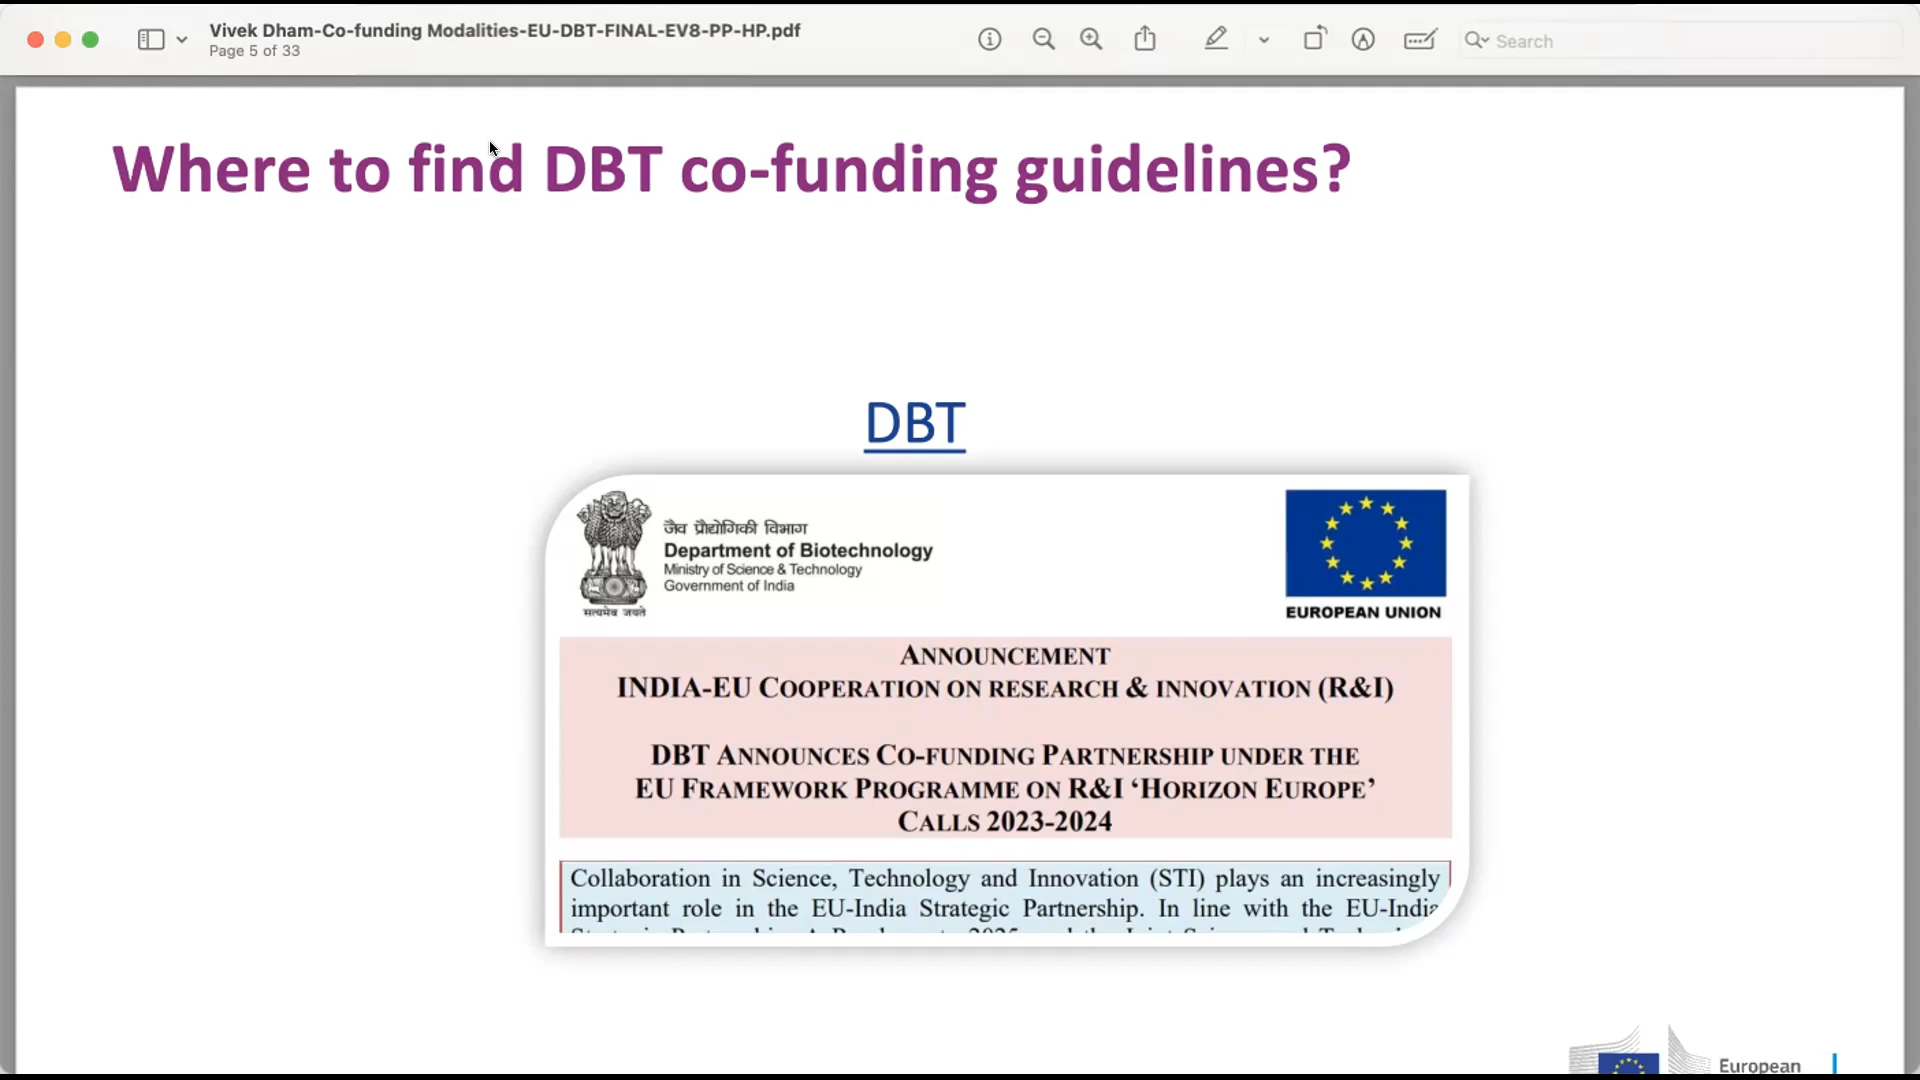 Vivek Dham-Co-funding Modalities-EU-DBT-FINAL-EV8-PP-HP.pdf
Page 5 of 33
Search
Where to find DBT co-funding guidelines?
DBT
जैव प्रौद्योगिकी विभाग
Department of Biotechnology
Ministry of Science & Technology
Government of India
सत्यमेव जयते
EUROPEAN UNION
ANNOUNCEMENT
INDIA-EU COOPERATION ON RESEARCH & INNOVATION (R&I)
DBT ANNOUNCES CO-FUNDING PARTNERSHIP UNDER THE
EU FRAMEWORK PROGRAMME ON R&I ‘HORIZON EUROPE’
CALLS 2023-2024
Collaboration in Science, Technology and Innovation (STI) plays an increasingly
important role in the EU-India Strategic Partnership. In line with the EU-India
European